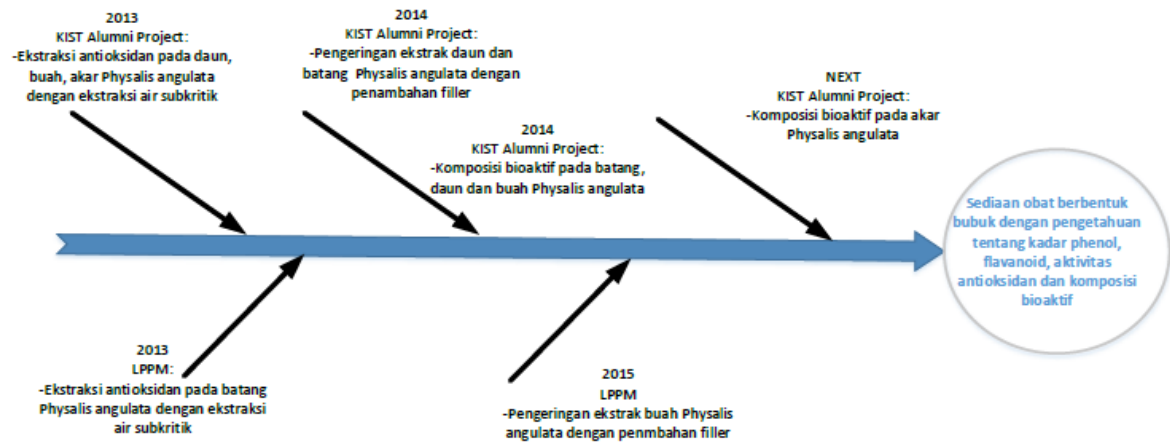 2013
KIST Alumni Project:
-Ekstraksi antioksidan pada daun,
buah, akar Physalis angulata
dengan ekstraksi air subkritik
2014
KIST Alumni Project:
-Pengeringan ekstrak daun dan
batang Physalis angulata dengan
penambahan filler
2014
KIST Alumni Project:
-Komposisi bioaktif pada batang,
daun dan buah Physalis angulata
NEXT
KIST Alumni Project:
-Komposisi bioaktif pada akar
Physalis angulata
Sediaan obat berbentuk
bubuk dengan pengetahuan
tentang kadar phenol,
flavanoid, aktivitas
antioksidan dan komposisi
bioaktif
2013
LPPM:
-Ekstraksi antioksidan pada batang
Physalis angulata dengan ekstraksi
air subkritik
2015
LPPM
-Pengeringan ekstrak buah Physalis
angulata dengan penmbahan filler